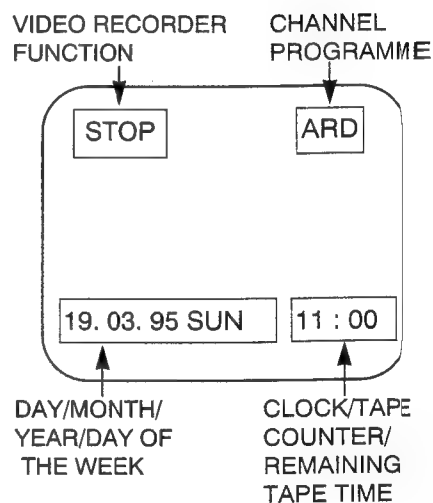 VIDEO RECORDER
FUNCTION
CHANNEL
PROGRAMME
STOP
ARD
19. 03. 95 SUN
11 : 00
DAY/MONTH/
YEAR/DAY OF
THE WEEK
CLOCK/TAPE
COUNTER/
REMAINING
TAPE TIME